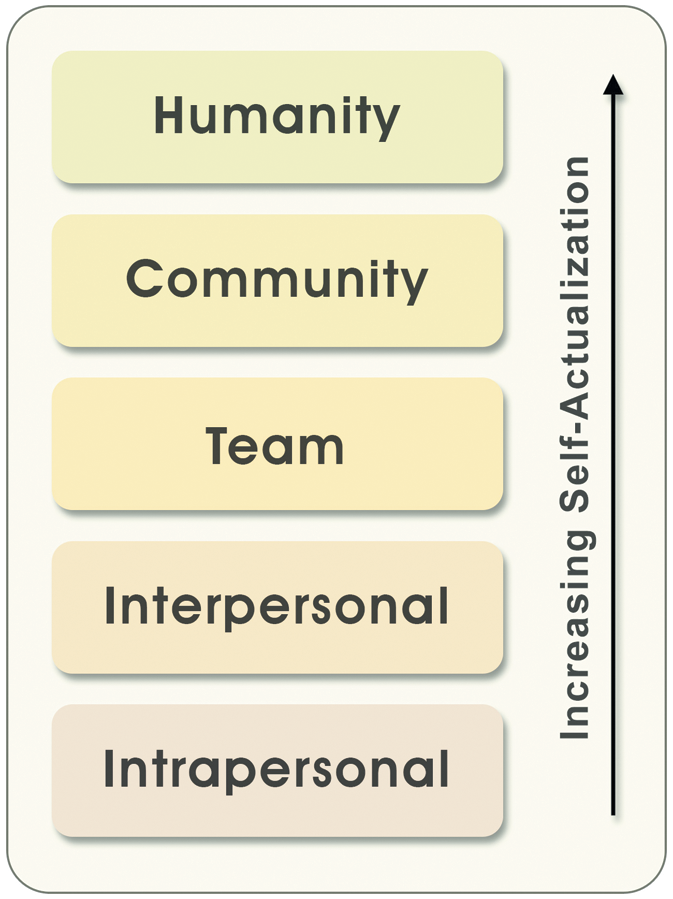 Humanity
Community
Team
Interpersonal
Intrapersonal
Increasing Self-Actualization